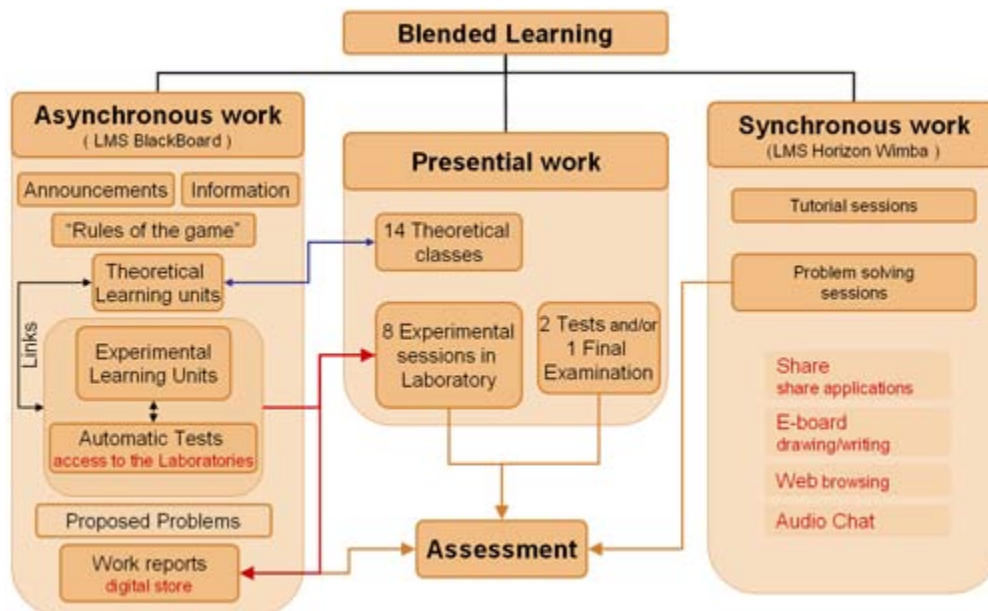 Blended Learning
Asynchronous work
( LMS BlackBoard )
Announcements
Information
"Rules of the game"
Theoretical
Learning units
Links
Experimental
Learning Units
Automatic Tests
access to the Laboratories
Proposed Problems
Work reports
digital store
Presential work
14 Theoretical
classes
8 Experimental
sessions in
Laboratory
2 Tests and/or
1 Final
Examination
Assessment
Synchronous work
(LMS Horizon Wimba )
Tutorial sessions
Problem solving
sessions
Share
share applications
E-board
drawing/writing
Web browsing
Audio Chat